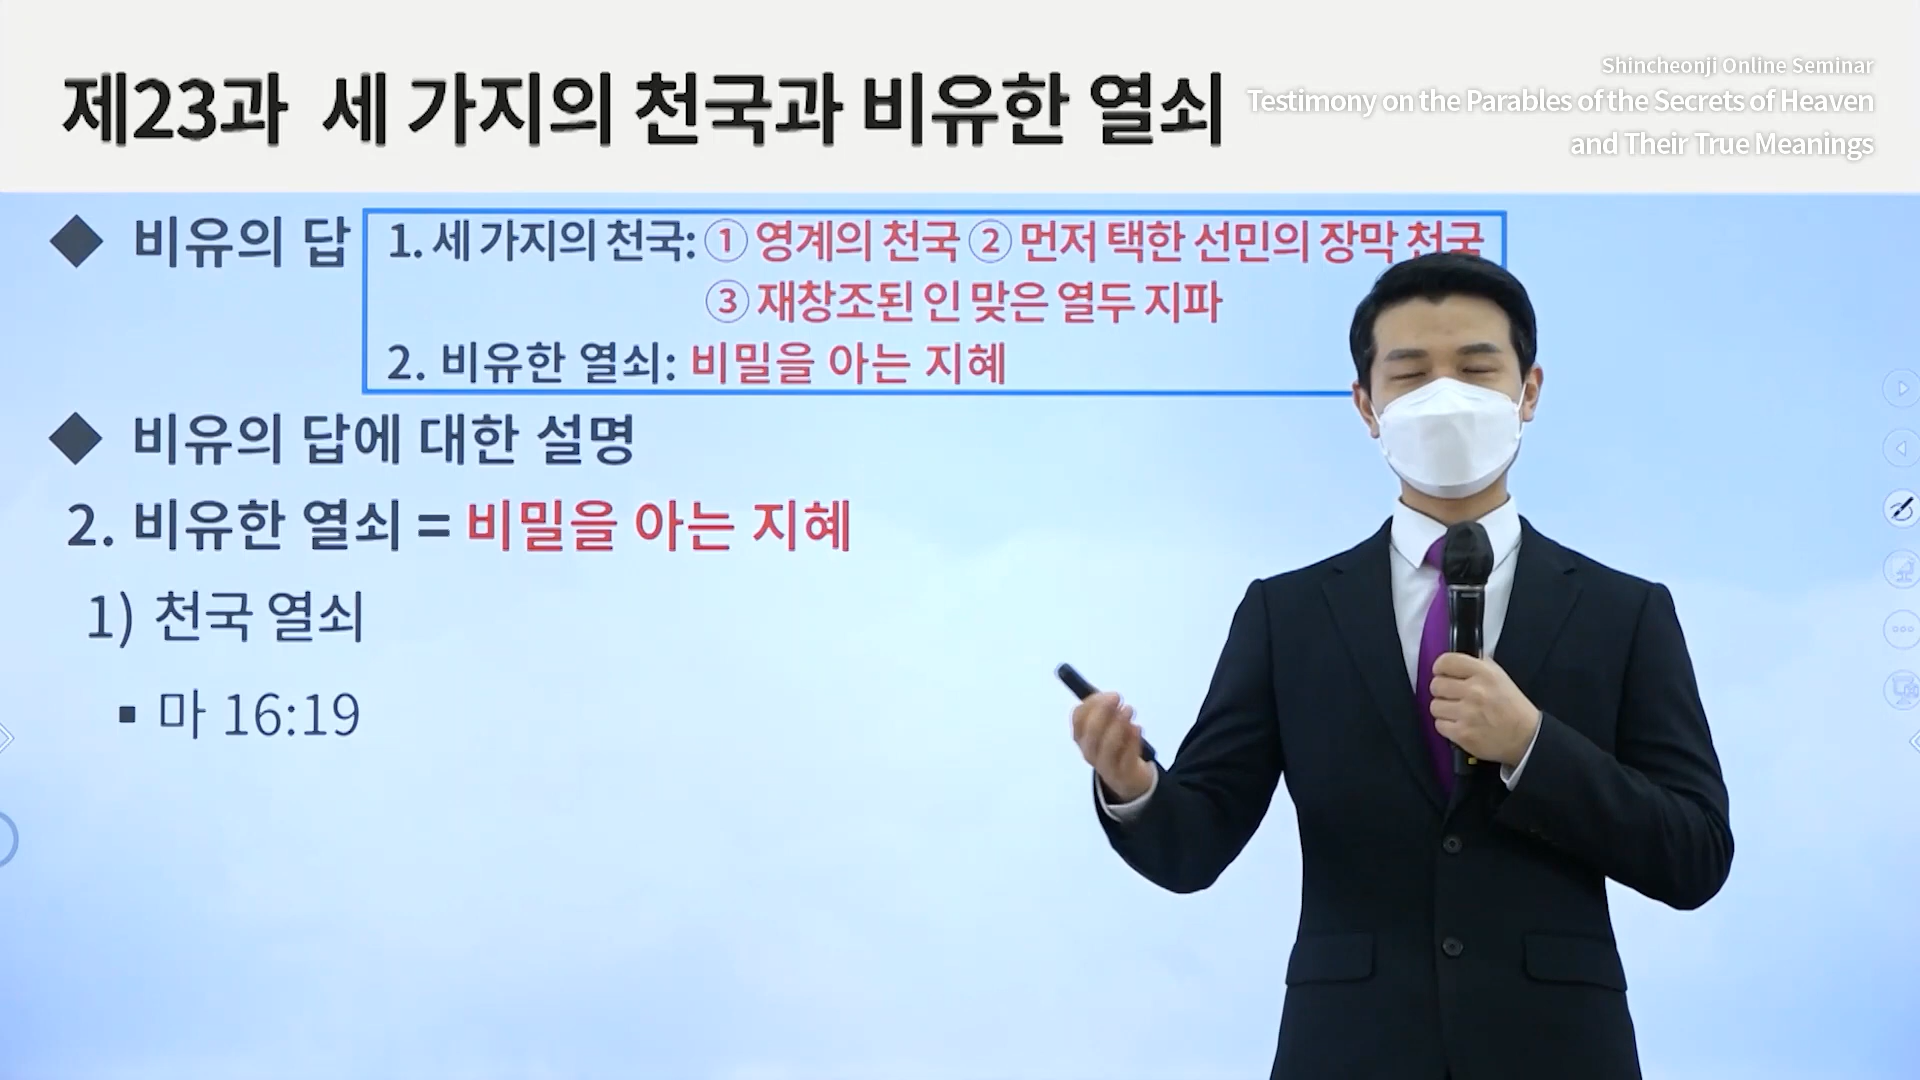 제23과 세 가지의 천국과 비유한 열쇠
Shincheonji Online Seminar
Testimony on the Parables of the Secrets of Heaven
and Their True Meanings
◆ 비유의 답
1. 세 가지의 천국: ① 영계의 천국 ② 먼저 택한 선민의 장막 천국
③ 재창조된 인 맞은 열두 지파
2. 비유한 열쇠: 비밀을 아는 지혜
◆ 비유의 답에 대한 설명
2. 비유한 열쇠 = 비밀을 아는 지혜
1) 천국 열쇠
▪ 마 16:19